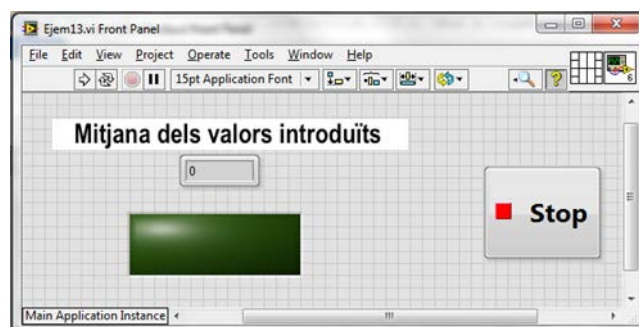 Ejem13.vi Front Panel
File Edit View Project Operate Tools Window Help
15pt Application Font
6
Mitjana dels valors introduïts
0
Stop
Main Application Instance